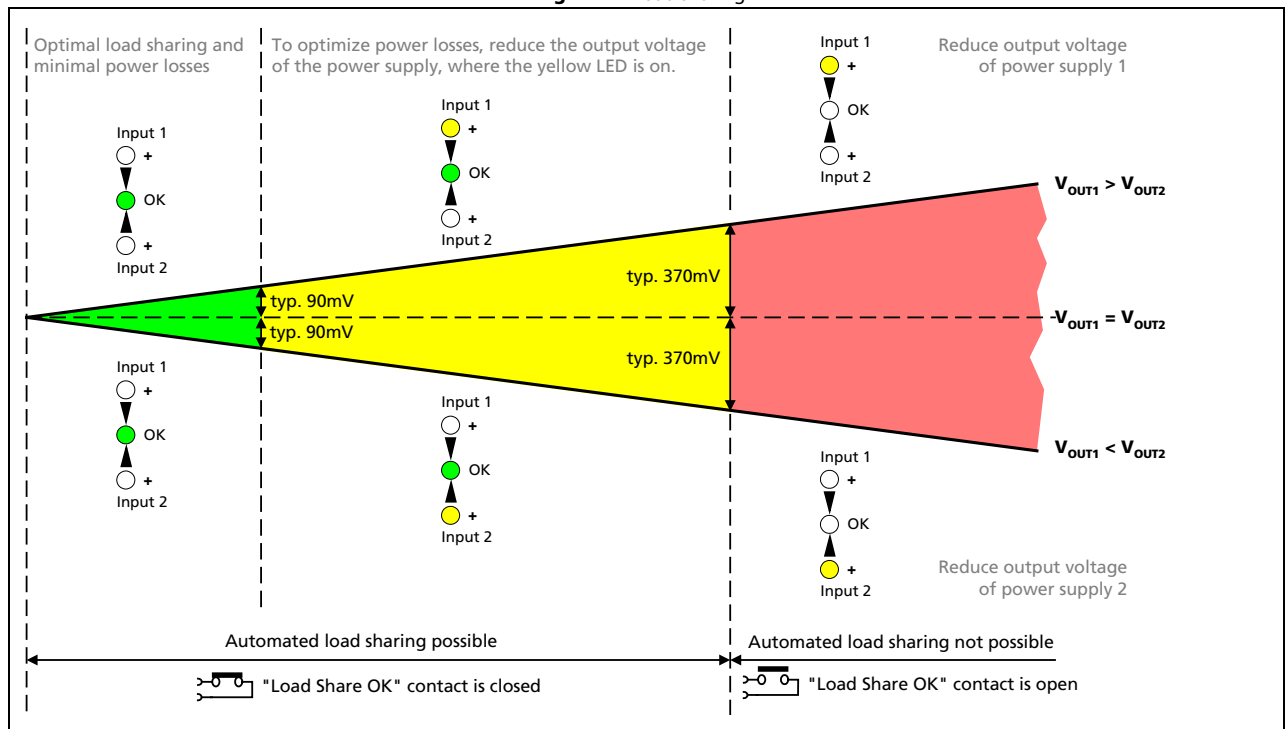 Optimal load sharing and
minimal power losses
To optimize power losses, reduce the output voltage
of the power supply, where the yellow LED is on.
Input 1
+
OK
+
Input 2
Reduce output voltage
of power supply 1
Input 1
+
OK
+
Input 2
Input 1
+
OK
+
Input 2
V_OUT1 > V_OUT2
typ. 370mV
typ. 90mV
V_OUT1 = V_OUT2
typ. 90mV
typ. 370mV
Input 1
+
OK
+
Input 2
Input 1
+
OK
+
Input 2
V_OUT1 < V_OUT2
Input 1
+
OK
+
Input 2
Reduce output voltage
of power supply 2
Automated load sharing possible
Automated load sharing not possible
"Load Share OK" contact is closed
"Load Share OK" contact is open